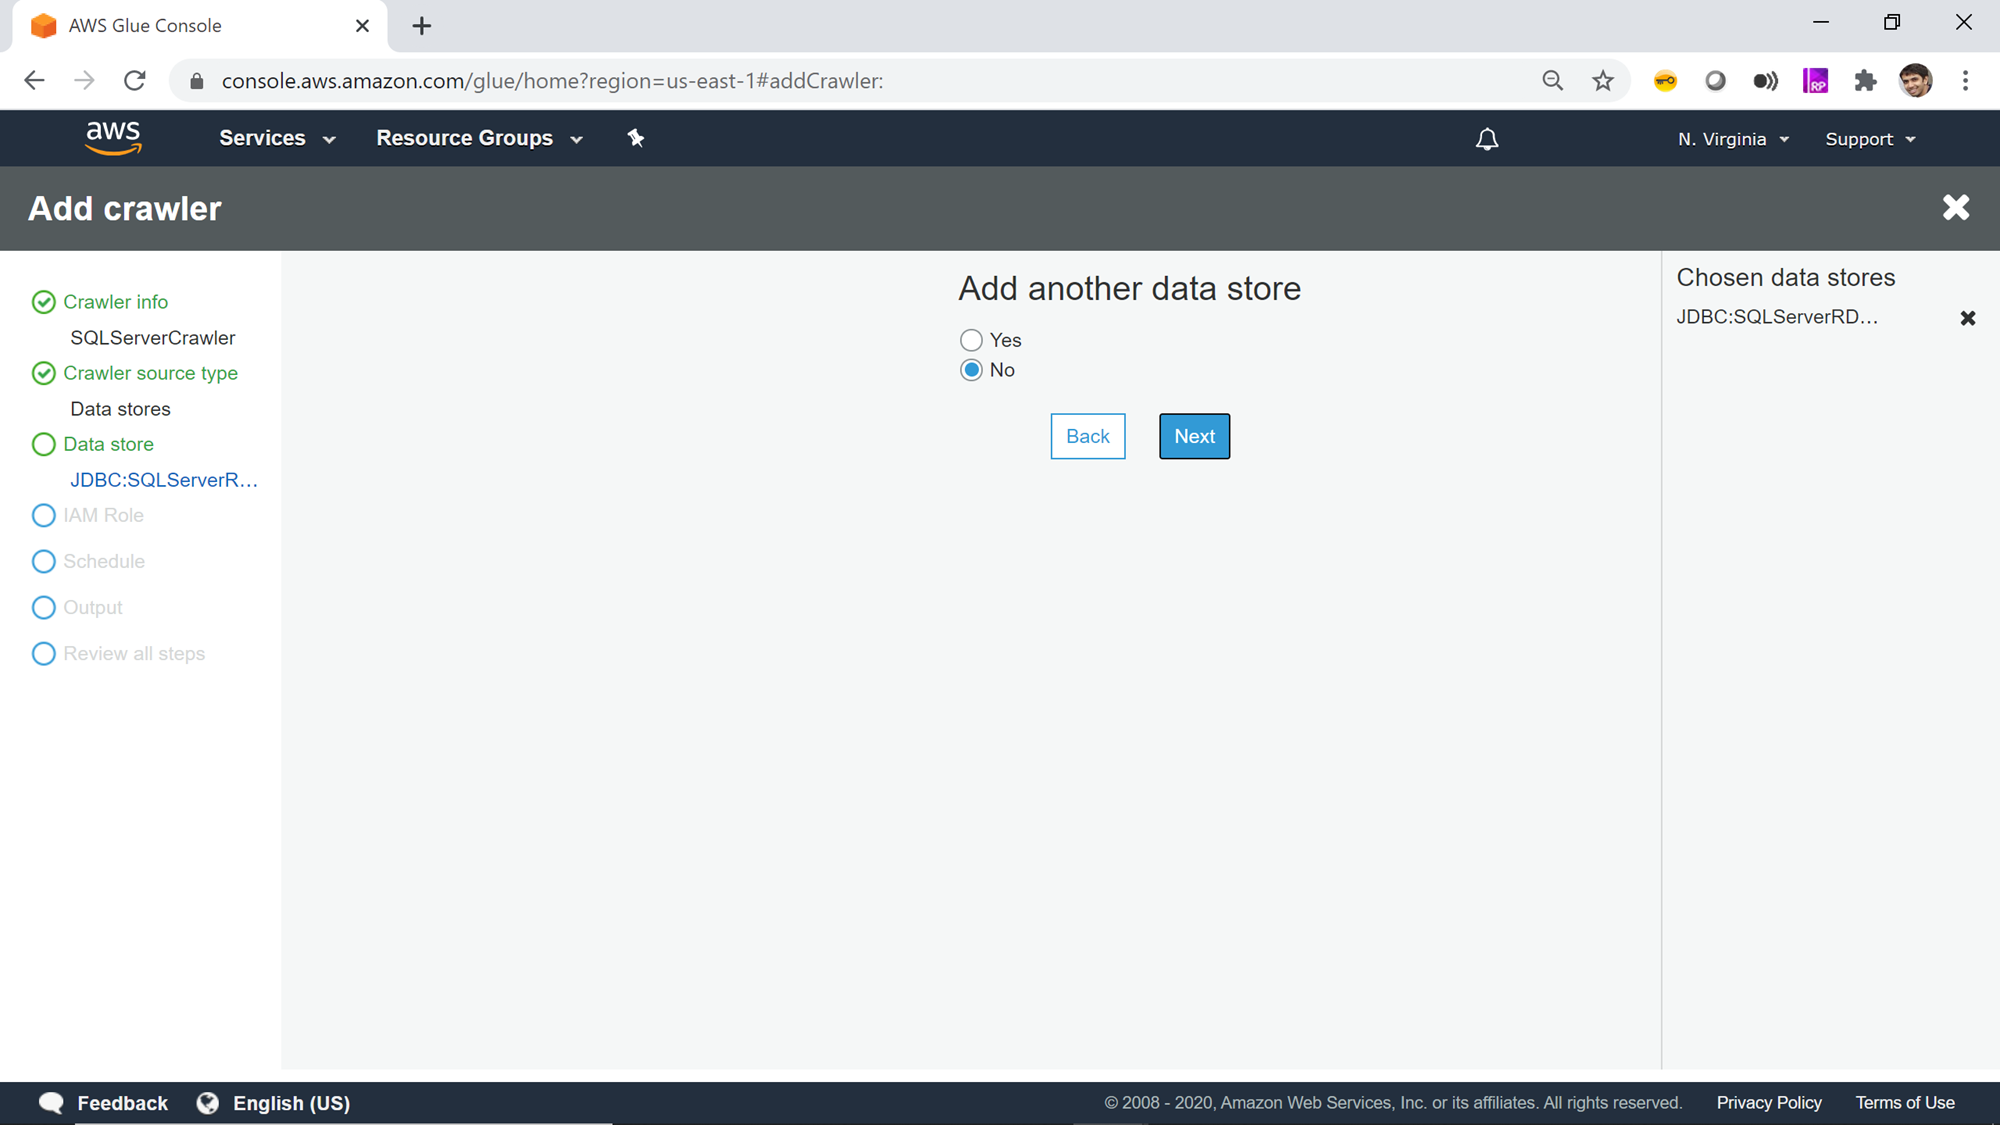 AWS Glue Console
console.aws.amazon.com/glue/home?region=us-east-1#addCrawler:
RP
aws
Services
Resource Groups
N. Virginia
Support
Add crawler
Crawler info
SQLServerCrawler
Crawler source type
Data stores
Data store
JDBC:SQLServerR...
IAM Role
Schedule
Output
Review all steps
Add another data store
Yes
No
Back
Next
Chosen data stores
JDBC:SQLServerRD...
Feedback
English (US)
© 2008 - 2020, Amazon Web Services, Inc. or its affiliates. All rights reserved.
Privacy Policy
Terms of Use